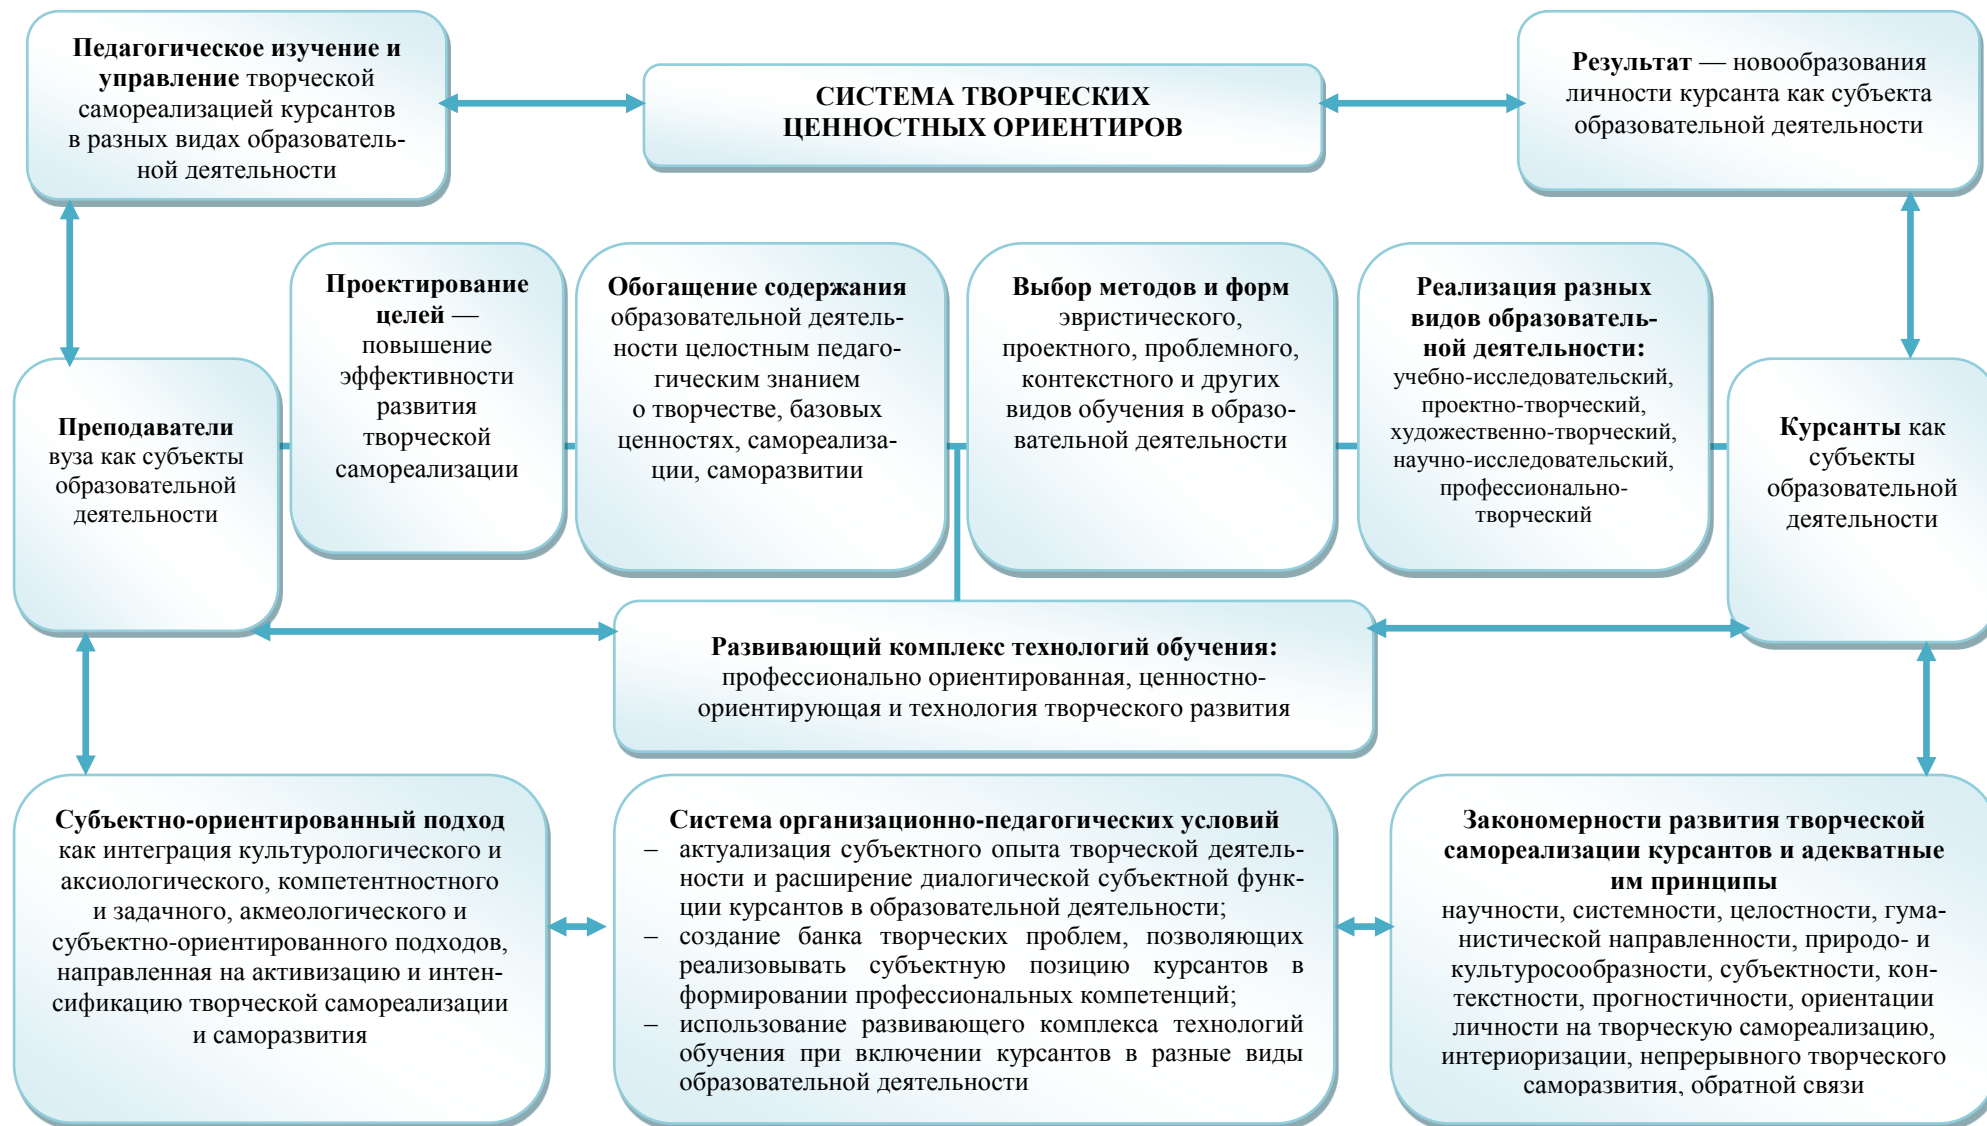 Педагогическое изучение и
управление творческой
самореализацией курсантов
в разных видах образователь-
ной деятельности
СИСТЕМА ТВОРЧЕСКИХ
ЦЕННОСТНЫХ ОРИЕНТИРОВ
Результат — новообразования
личности курсанта как субъекта
образовательной деятельности
Преподаватели
вуза как субъекты
образовательной
деятельности
Проектирование
целей —
повышение
эффективности
развития
творческой
самореализации
Обогащение содержания
образовательной деятель-
ности целостным педаго-
гическим знанием
о творчестве, базовых
ценностях, самореализа-
ции, саморазвитии
Выбор методов и форм
эвристического,
проектного, проблемного,
контекстного и других
видов обучения в образо-
вательной деятельности
Реализация разных
видов образователь-
ной деятельности:
учебно-исследовательский,
проектно-творческий,
художественно-творческий,
научно-исследовательский,
профессионально-
творческий
Курсанты как
субъекты
образовательной
деятельности
Развивающий комплекс технологий обучения:
профессионально ориентированная, ценностно-
ориентирующая и технология творческого развития
Субъектно-ориентированный подход
как интеграция культурологического и
аксиологического, компетентностного
и задачного, акмеологического и
субъектно-ориентированного подходов,
направленная на активизацию и интен-
сификацию творческой самореализации
и саморазвития
Система организационно-педагогических условий
– актуализация субъектного опыта творческой деятель-
ности и расширение диалогической субъектной функ-
ции курсантов в образовательной деятельности;
– создание банка творческих проблем, позволяющих
реализовывать субъектную позицию курсантов в
формировании профессиональных компетенций;
– использование развивающего комплекса технологий
обучения при включении курсантов в разные виды
образовательной деятельности
Закономерности развития творческой
самореализации курсантов и адекватные
им принципы
научности, системности, целостности, гума-
нистической направленности, природо- и
культуросообразности, субъектности, кон-
текстности, прогностичности, ориентации
личности на творческую самореализацию,
интериоризации, непрерывного творческого
саморазвития, обратной связи